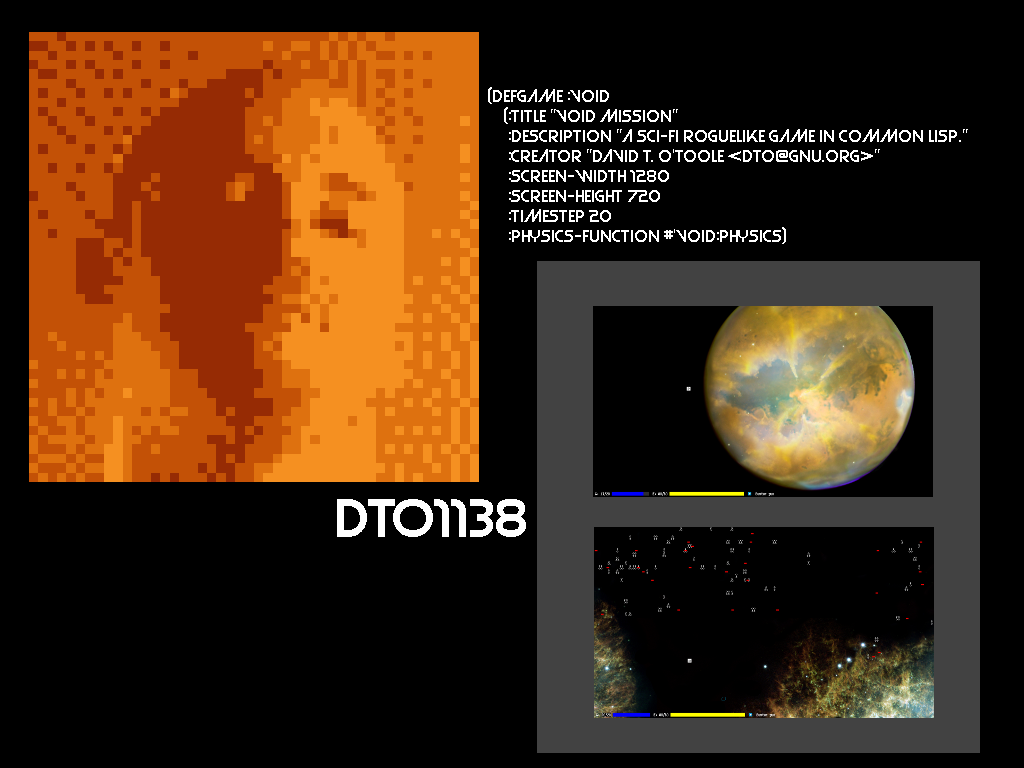 (DEFGAME :VOID
(:TITLE "VOID MISSION"
:DESCRIPTION "A SCI-FI ROGUELIKE GAME IN COMMON LISP."
:CREATOR "DAVID T. O'TOOLE <DTO@GNU.ORG>"
:SCREEN-WIDTH 1280
:SCREEN-HEIGHT 720
:TIMESTEP 20
:PHYSICS-FUNCTION #'VOID:PHYSICS)
DTO1138